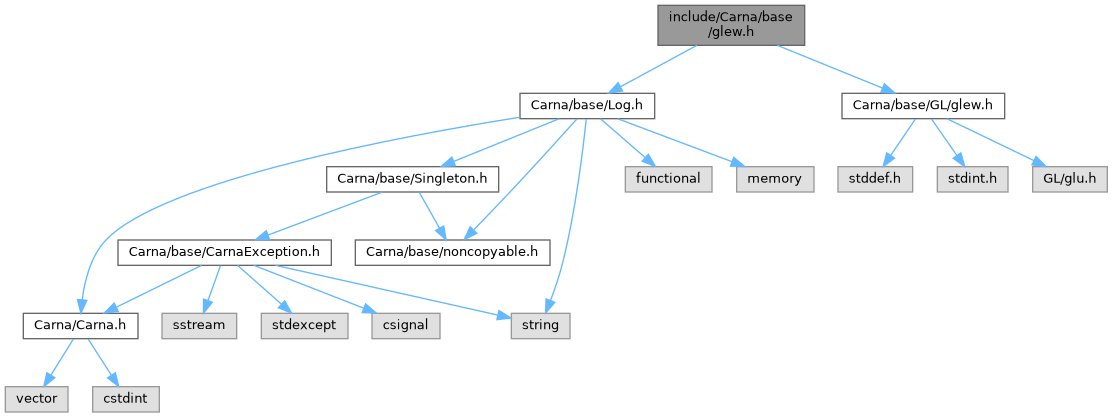 include/Carna/base
/glew.h
Carna/base/Log.h
Carna/base/GL/glew.h
Carna/base/Singleton.h
functional
memory
stddef.h
stdint.h
GL/glu.h
Carna/base/CarnaException.h
Carna/base/noncopyable.h
Carna/Carna.h
sstream
stdexcept
csignal
string
vector
cstdint